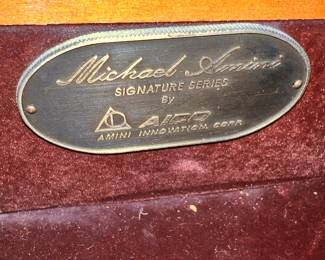 Michael Amini
SIGNATURE SERIES
By
AICO
AMINI INNOVATION CORP.